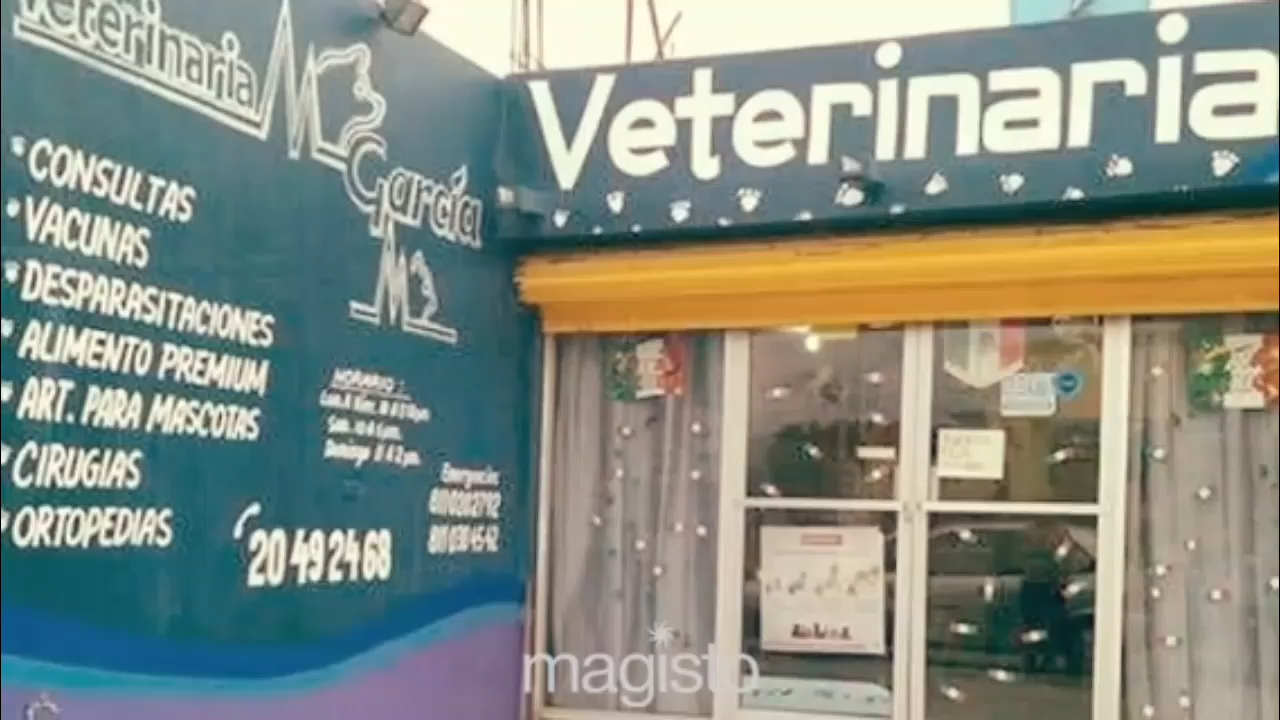 Veterinaria
García
• CONSULTAS
• VACUNAS
• DESPARASITACIONES
• ALIMENTO PREMIUM
• ART. PARA MASCOTAS
• CIRUGIAS
• ORTOPEDIAS
HORARIO:
Emergencias
20 49 24 68
Veterinaria
magisto